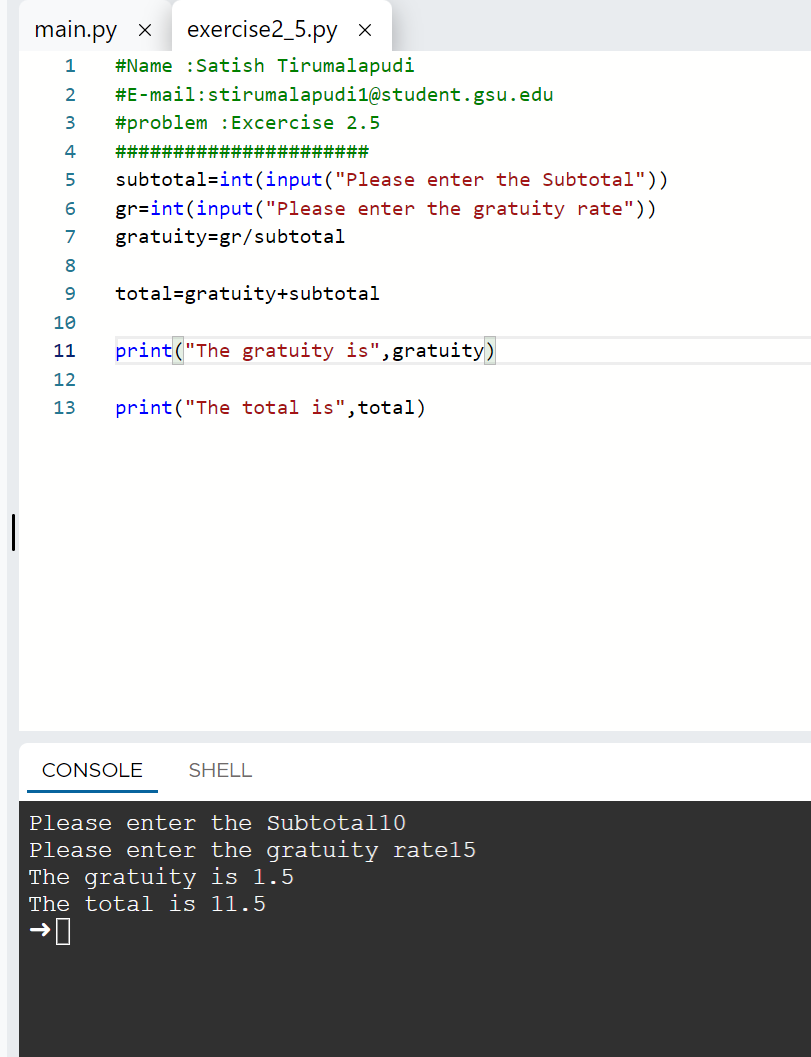 main.py ×
exercise2_5.py ×
1 #Name :Satish Tirumalapudi
2 #E-mail:stirumalapudi1@student.gsu.edu
3 #problem :Excercise 2.5
4 ######################
5 subtotal=int(input("Please enter the Subtotal"))
6 gr=int(input("Please enter the gratuity rate"))
7 gratuity=gr/subtotal
8
9 total=gratuity+subtotal
10
11 print("The gratuity is",gratuity)
12
13 print("The total is",total)
CONSOLE SHELL
Please enter the Subtotal10
Please enter the gratuity rate15
The gratuity is 1.5
The total is 11.5
➜